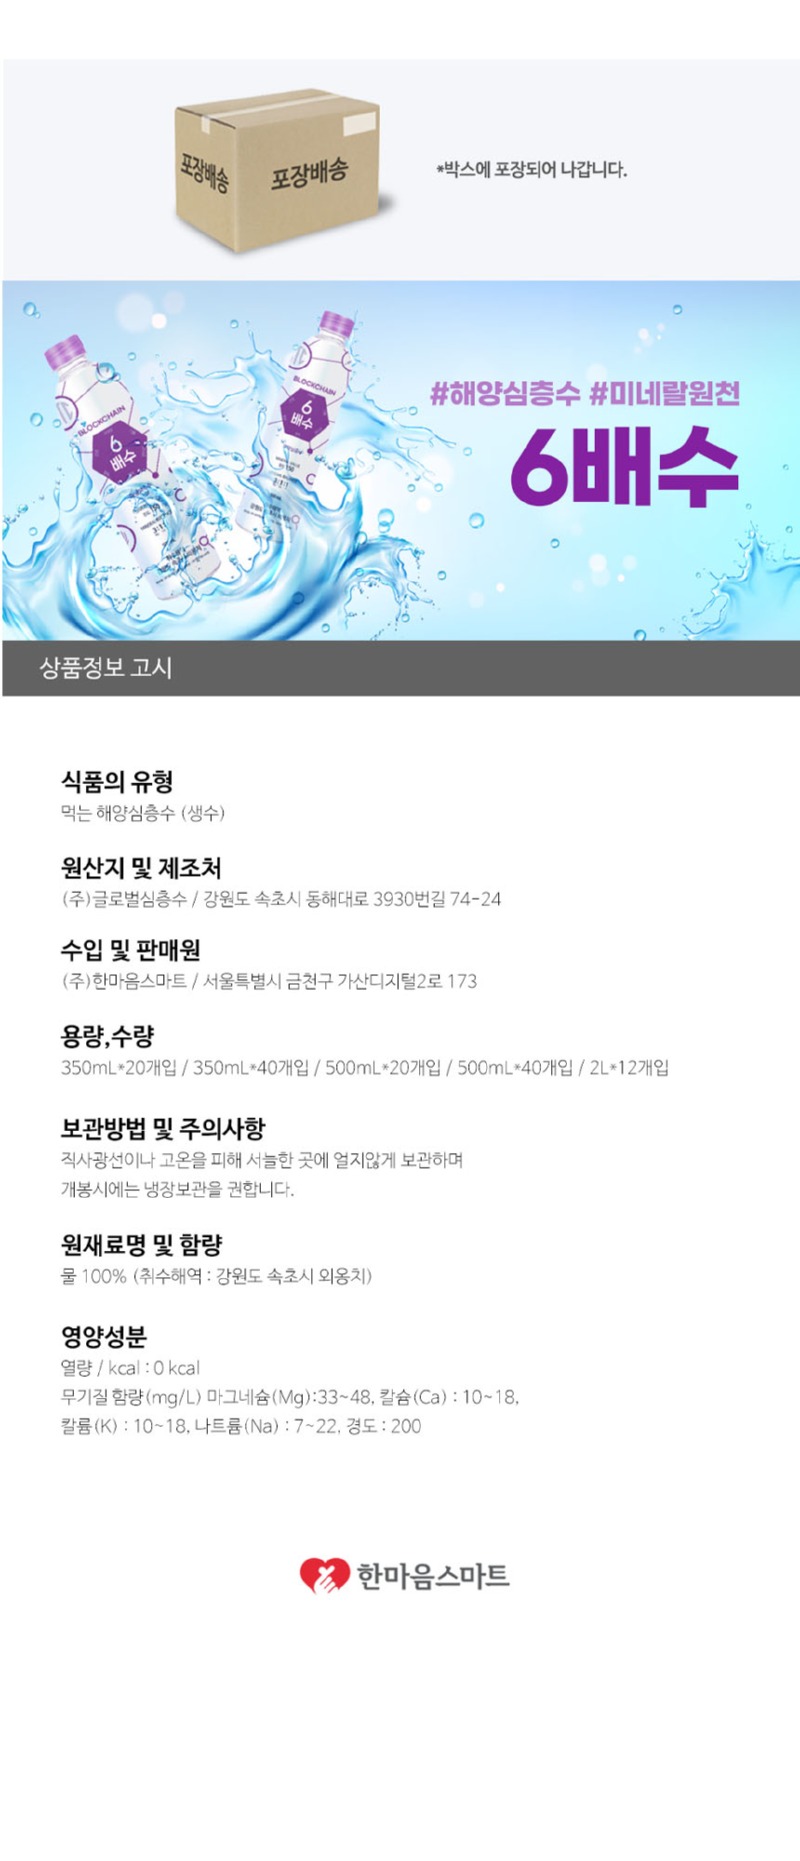 포장배송
포장배송
*박스에 포장되어 나갑니다.
#해양심층수 #미네랄원천
6배수
BLOCKCHAIN
6
배수
BLOCKCHAIN
6
배수
상품정보 고시
식품의 유형
먹는 해양심층수 (생수)
원산지 및 제조처
(주)글로벌심층수 / 강원도 속초시 동해대로 3930번길 74-24
수입 및 판매원
(주)한마음스마트 / 서울특별시 금천구 가산디지털2로 173
용량,수량
350mL*20개입 / 350mL*40개입 / 500mL*20개입 / 500mL*40개입 / 2L*12개입
보관방법 및 주의사항
직사광선이나 고온을 피해 서늘한 곳에 얼지않게 보관하며
개봉시에는 냉장보관을 권합니다.
원재료명 및 함량
물 100% (취수해역 : 강원도 속초시 외옹치)
영양성분
열량 / kcal : 0 kcal
무기질 함량(mg/L) 마그네슘(Mg):33~48, 칼슘(Ca) : 10~18,
칼륨(K) : 10~18, 나트륨(Na) : 7~22, 경도 : 200
한마음스마트